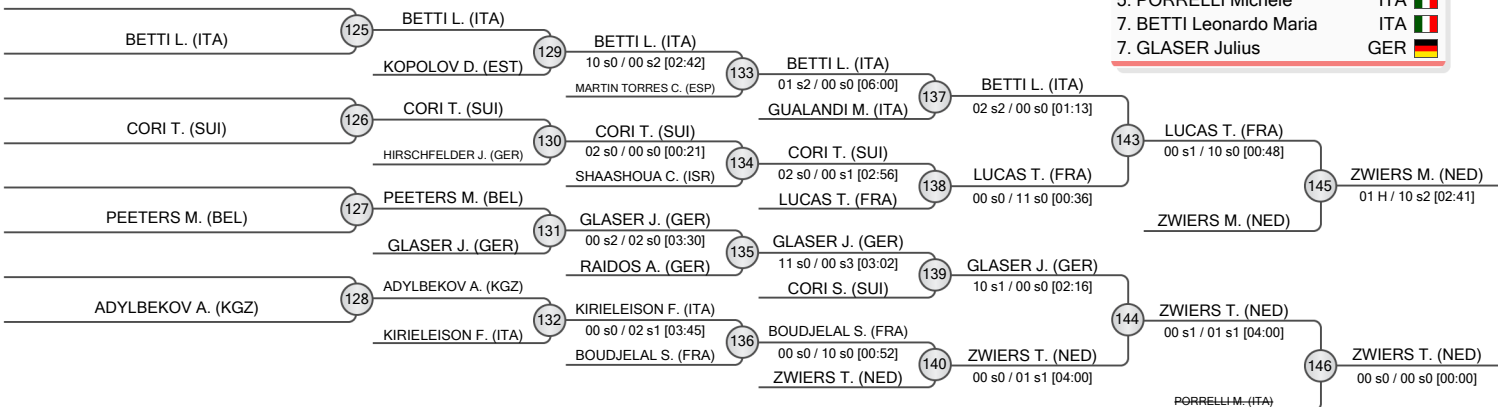 5. PORRELLI Michele ITA
7. BETTI Leonardo Maria ITA
7. GLASER Julius GER
BETTI L. (ITA)
CORI T. (SUI)
PEETERS M. (BEL)
ADYLBEKOV A. (KGZ)
125
126
127
128
BETTI L. (ITA)
KOPOLOV D. (EST)
CORI T. (SUI)
HIRSCHFELDER J. (GER)
PEETERS M. (BEL)
GLASER J. (GER)
ADYLBEKOV A. (KGZ)
KIRIELEISON F. (ITA)
129
130
131
132
BETTI L. (ITA)
10 s0 / 00 s2 [02:42]
MARTIN TORRES C. (ESP)
CORI T. (SUI)
02 s0 / 00 s0 [00:21]
SHAASHOUA C. (ISR)
GLASER J. (GER)
00 s2 / 02 s0 [03:30]
RAIDOS A. (GER)
KIRIELEISON F. (ITA)
00 s0 / 02 s1 [03:45]
BOUDJELAL S. (FRA)
133
134
135
136
BETTI L. (ITA)
01 s2 / 00 s0 [06:00]
GUALANDI M. (ITA)
CORI T. (SUI)
02 s0 / 00 s1 [02:56]
LUCAS T. (FRA)
GLASER J. (GER)
11 s0 / 00 s3 [03:02]
CORI S. (SUI)
BOUDJELAL S. (FRA)
00 s0 / 10 s0 [00:52]
ZWIERS T. (NED)
137
138
139
140
BETTI L. (ITA)
02 s2 / 00 s0 [01:13]
LUCAS T. (FRA)
00 s0 / 11 s0 [00:36]
GLASER J. (GER)
10 s1 / 00 s0 [02:16]
ZWIERS T. (NED)
00 s0 / 01 s1 [04:00]
143
144
LUCAS T. (FRA)
00 s1 / 10 s0 [00:48]
ZWIERS M. (NED)
ZWIERS T. (NED)
00 s1 / 01 s1 [04:00]
PORRELLI M. (ITA)
145
146
ZWIERS M. (NED)
01 H / 10 s2 [02:41]
ZWIERS T. (NED)
00 s0 / 00 s0 [00:00]